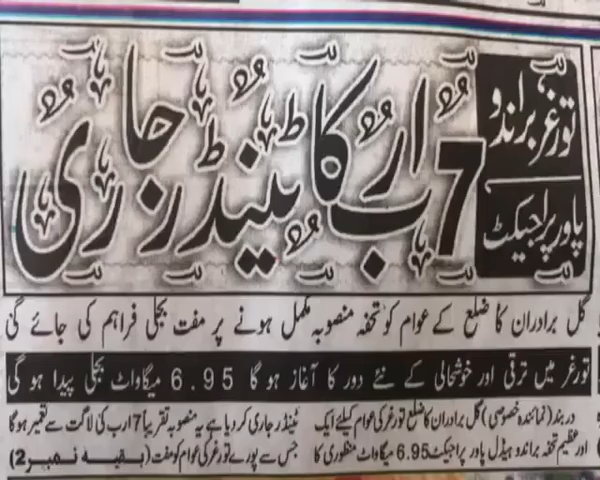 تورغر براندو
پاور پراجیکٹ
7 ارب کا ٹینڈر جاری
گل برادران کا ضلع کے عوام کو تحفہ منصوبہ مکمل ہونے پر مفت بجلی فراہم کی جائے گی
تورغر میں ترقی اور خوشحالی کے نئے دور کا آغاز ہو گا 6.95 میگاواٹ بجلی پیدا ہو گی
دربند (نمائندہ خصوصی) گل برادران کا ضلع تورغر کی عوام کیلئے ایک
اور عظیم تحفہ براندو ہیڈل پاور پراجیکٹ 6.95 میگاواٹ منظوری کا
ٹینڈر جاری کر دیا ہے یہ منصوبہ تقریباً 7 ارب کی لاگت سے تعمیر ہوگا
جس سے پورے تورغر کی عوام کو مفت (بقیہ نمبر 2)